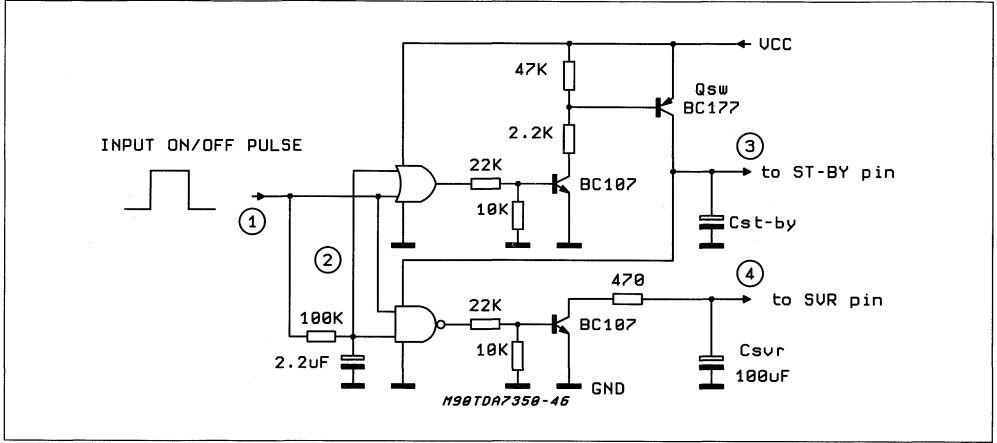 VCC
47K
Qsw
BC177
2.2K
INPUT ON/OFF PULSE
3
to ST-BY pin
22K
BC107
10K
1
Cst-by
2
4
470
to SVR pin
22K
100K
BC107
10K
2.2uF
Csvr
100uF
GND
M90TDA7350-46